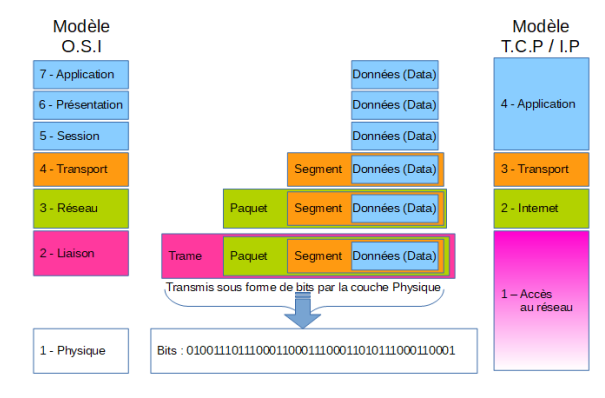 Modèle
O.S.I
Modèle
T.C.P / I.P
7 - Application
Données (Data)
6 - Présentation
Données (Data)
4 - Application
5 - Session
Données (Data)
4 - Transport
Segment
Données (Data)
3 - Transport
3 - Réseau
Paquet
Segment
Données (Data)
2 - Internet
2 - Liaison
Trame
Paquet
Segment
Données (Data)
Transmis sous forme de bits par la couche Physique
1 – Accès
au réseau
1 - Physique
Bits : 010011101110001100011100011010111000110001